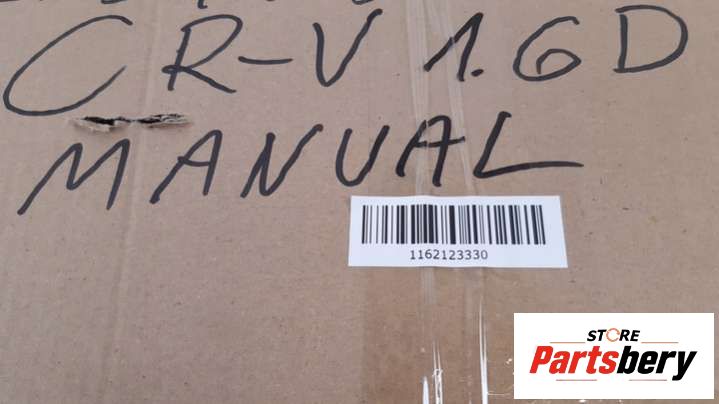 CR-V 1.6D
MANUAL
1162123330
STORE
Partsbery